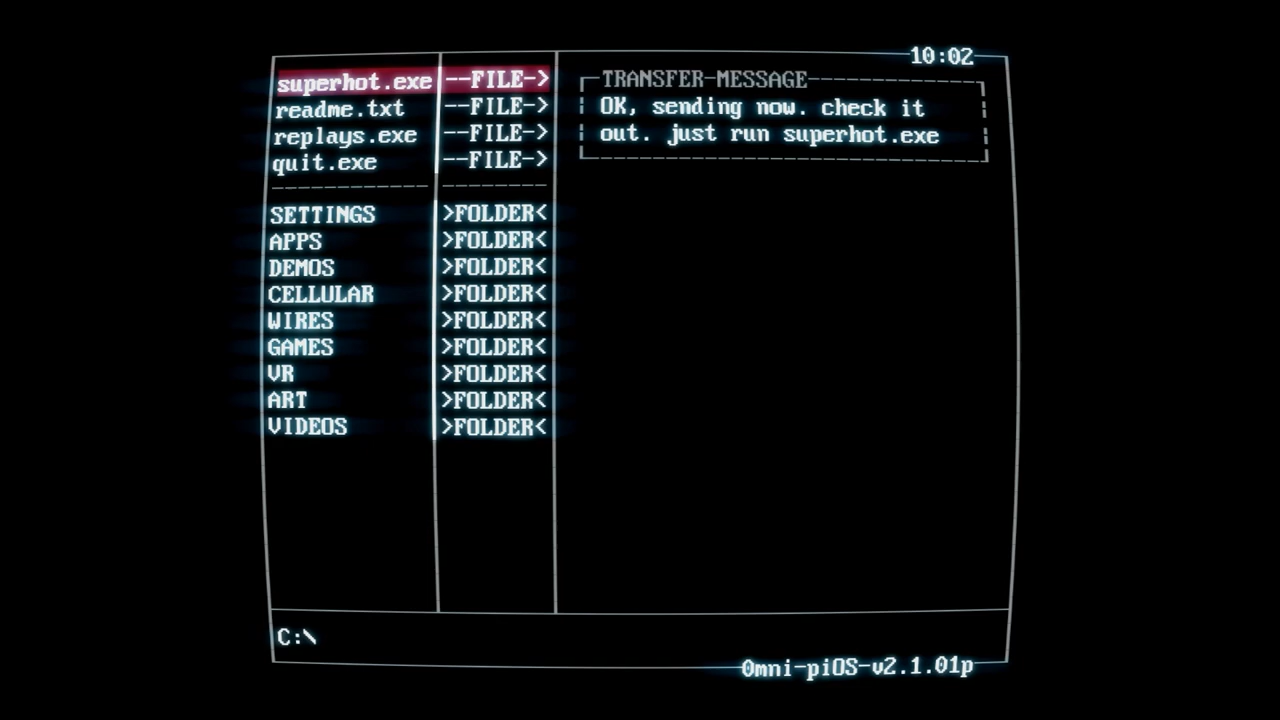 10:02
superhot.exe --FILE->
readme.txt --FILE->
replays.exe --FILE->
quit.exe --FILE->
SETTINGS >FOLDER<
APPS >FOLDER<
DEMOS >FOLDER<
CELLULAR >FOLDER<
WIRES >FOLDER<
GAMES >FOLDER<
VR >FOLDER<
ART >FOLDER<
VIDEOS >FOLDER<
TRANSFER-MESSAGE
OK, sending now. check it
out. just run superhot.exe
C:\
0mni-piOS-v2.1.01p